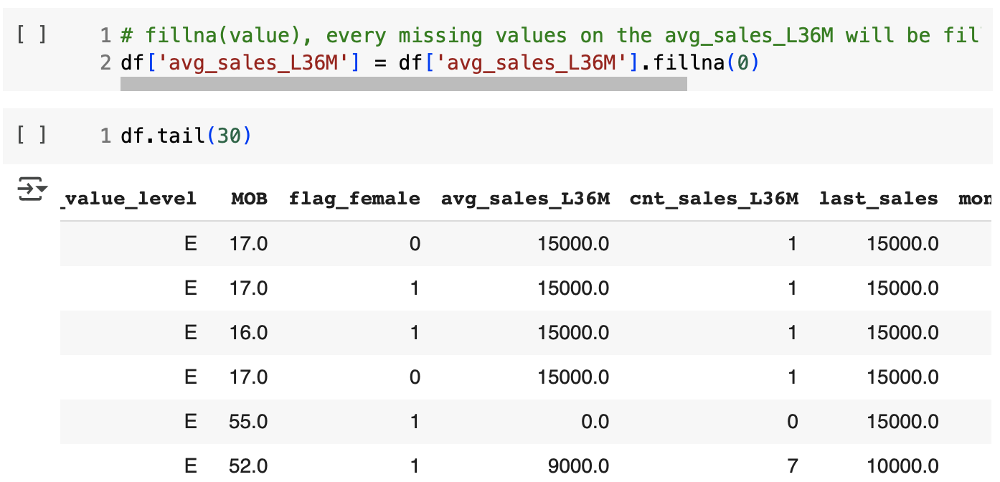 [ ] 1 # fillna(value), every missing values on the avg_sales_L36M will be fil
2 df['avg_sales_L36M'] = df['avg_sales_L36M'].fillna(0)
[ ] 1 df.tail(30)
_value_level MOB flag_female avg_sales_L36M cnt_sales_L36M last_sales mon
E 17.0 0 15000.0 1 15000.0
E 17.0 1 15000.0 1 15000.0
E 16.0 1 15000.0 1 15000.0
E 17.0 0 15000.0 1 15000.0
E 55.0 1 0.0 0 15000.0
E 52.0 1 9000.0 7 10000.0